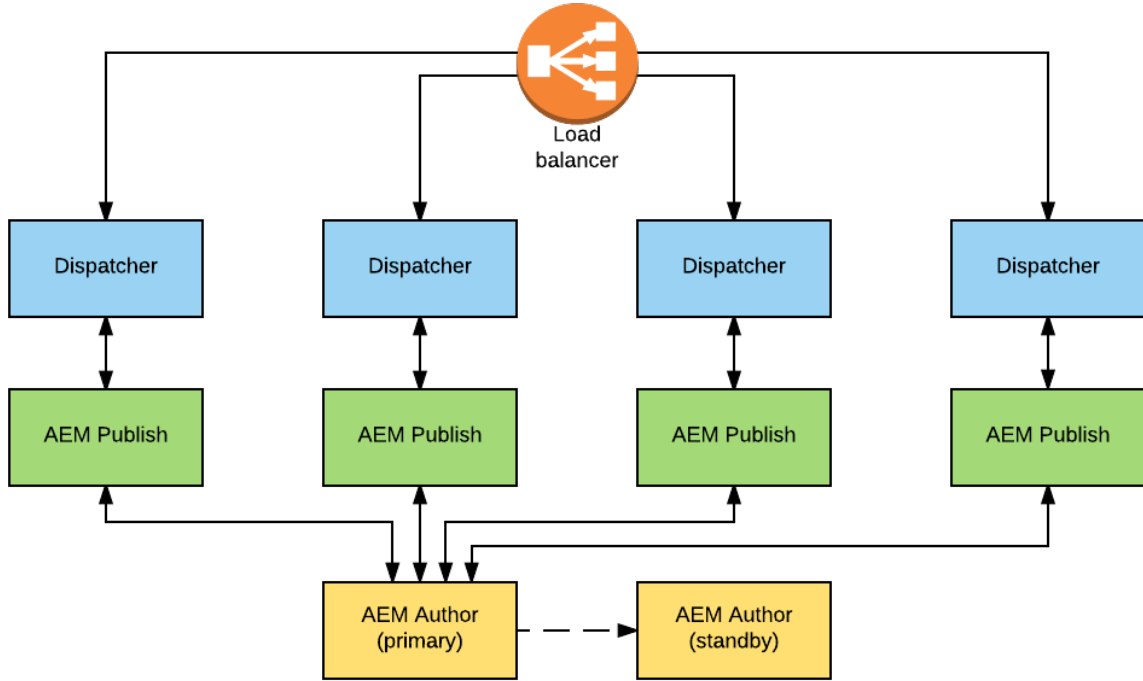 Load
balancer
Dispatcher
Dispatcher
Dispatcher
Dispatcher
AEM Publish
AEM Publish
AEM Publish
AEM Publish
AEM Author
(primary)
AEM Author
(standby)